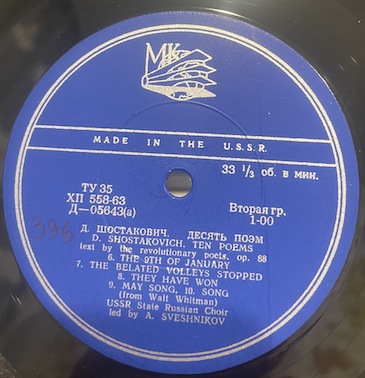 МК
MADE IN THE U.S.S.R.
33 1/3 об. в мин.
ТУ 35
ХП 558-63
Д—05643(а)
Вторая гр.
1-00
396
Д. ШОСТАКОВИЧ. ДЕСЯТЬ ПОЭМ
D. SHOSTAKOVICH, TEN POEMS
text by the revolutionary poets, op. 88
6. THE 9TH OF JANUARY
7. THE BELATED VOLLEYS STOPPED
8. THEY HAVE WON
9. MAY SONG, 10. SONG
(from Walt Whitman)
USSR State Russian Choir
led by A. SVESHNIKOV